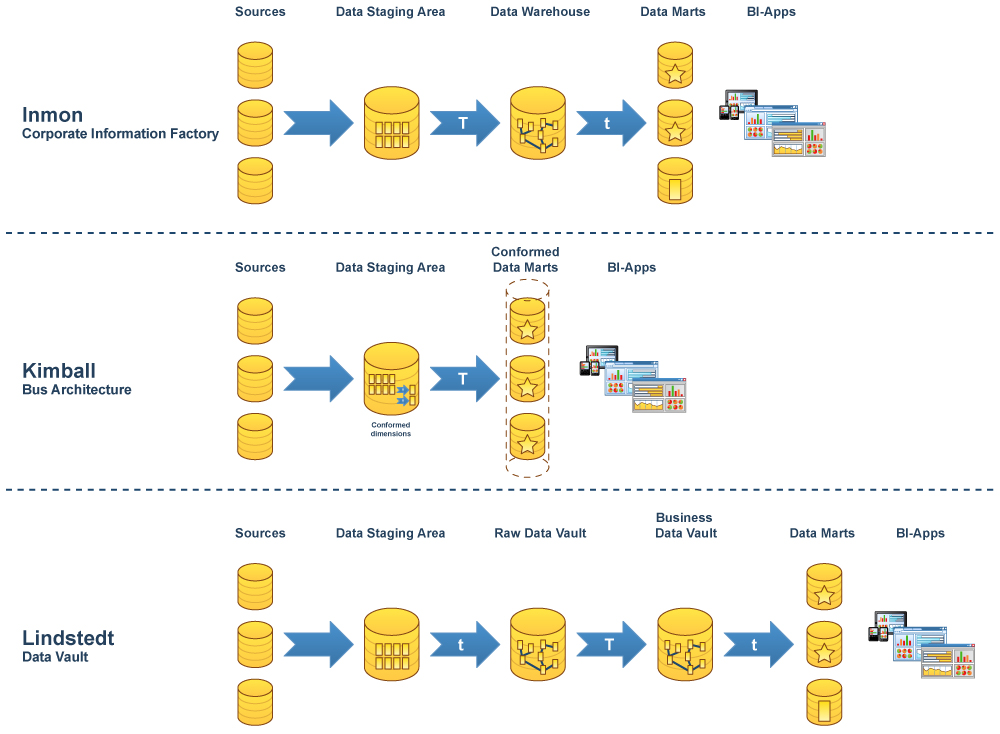 Sources Data Staging Area Data Warehouse Data Marts BI-Apps
Inmon
Corporate Information Factory
T t
Conformed
Sources Data Staging Area Data Marts BI-Apps
Kimball
Bus Architecture
T
Conformed
dimensions
Business
Sources Data Staging Area Raw Data Vault Data Vault Data Marts BI-Apps
Lindstedt
Data Vault
t T t